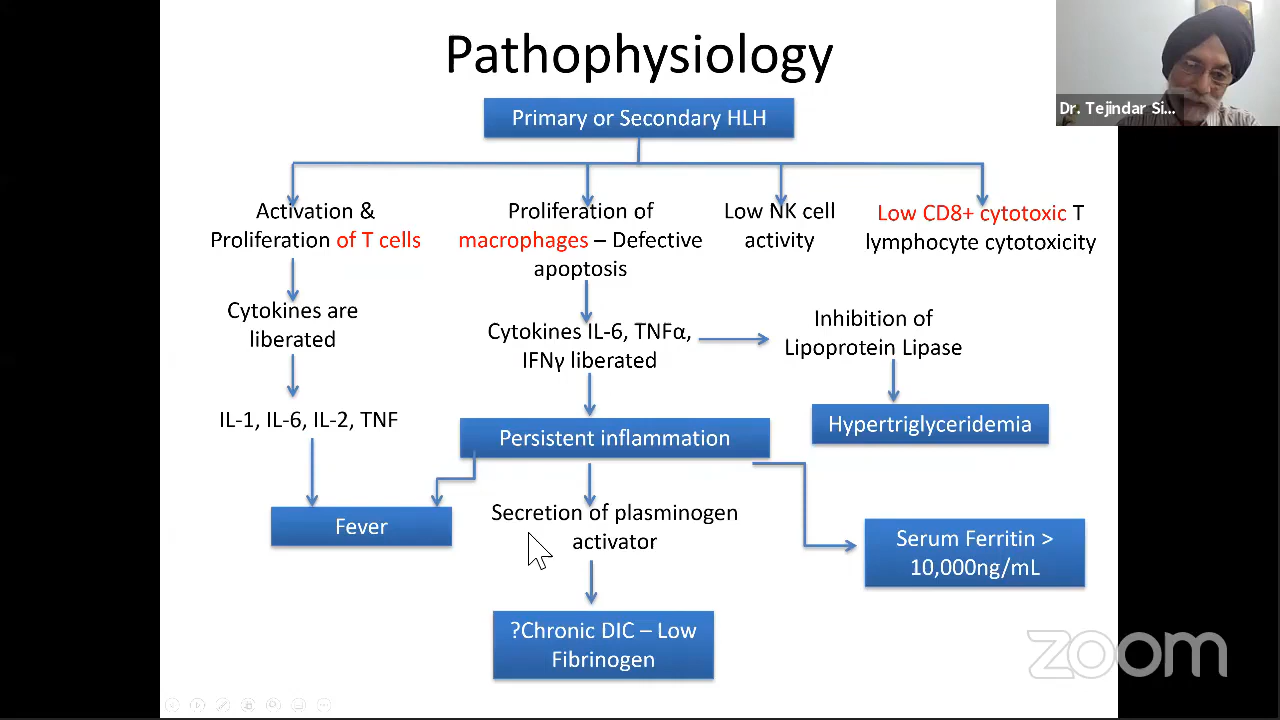 Pathophysiology
Dr. Tejindar Si...
Primary or Secondary HLH
Activation &
Proliferation of T cells
Proliferation of
macrophages – Defective
apoptosis
Low NK cell
activity
Low CD8+ cytotoxic T
lymphocyte cytotoxicity
Cytokines are
liberated
Cytokines IL-6, TNFα,
IFNγ liberated
Inhibition of
Lipoprotein Lipase
IL-1, IL-6, IL-2, TNF
Persistent inflammation
Hypertriglyceridemia
Fever
Secretion of plasminogen
activator
Serum Ferritin >
10,000ng/mL
?Chronic DIC – Low
Fibrinogen
zoom